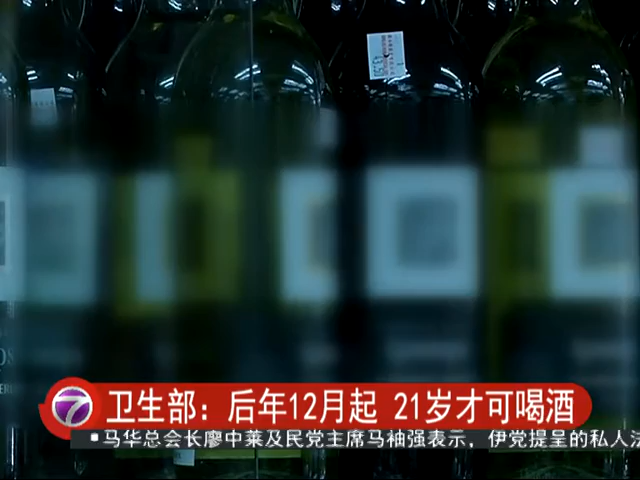 卫生部：后年12月起 21岁才可喝酒
7
■马华总会长廖中莱及民党主席马袖强表示，伊党提呈的私人法